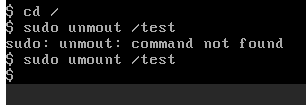 $ cd /
$ sudo unmout /test
sudo: unmout: command not found
$ sudo umount /test
$